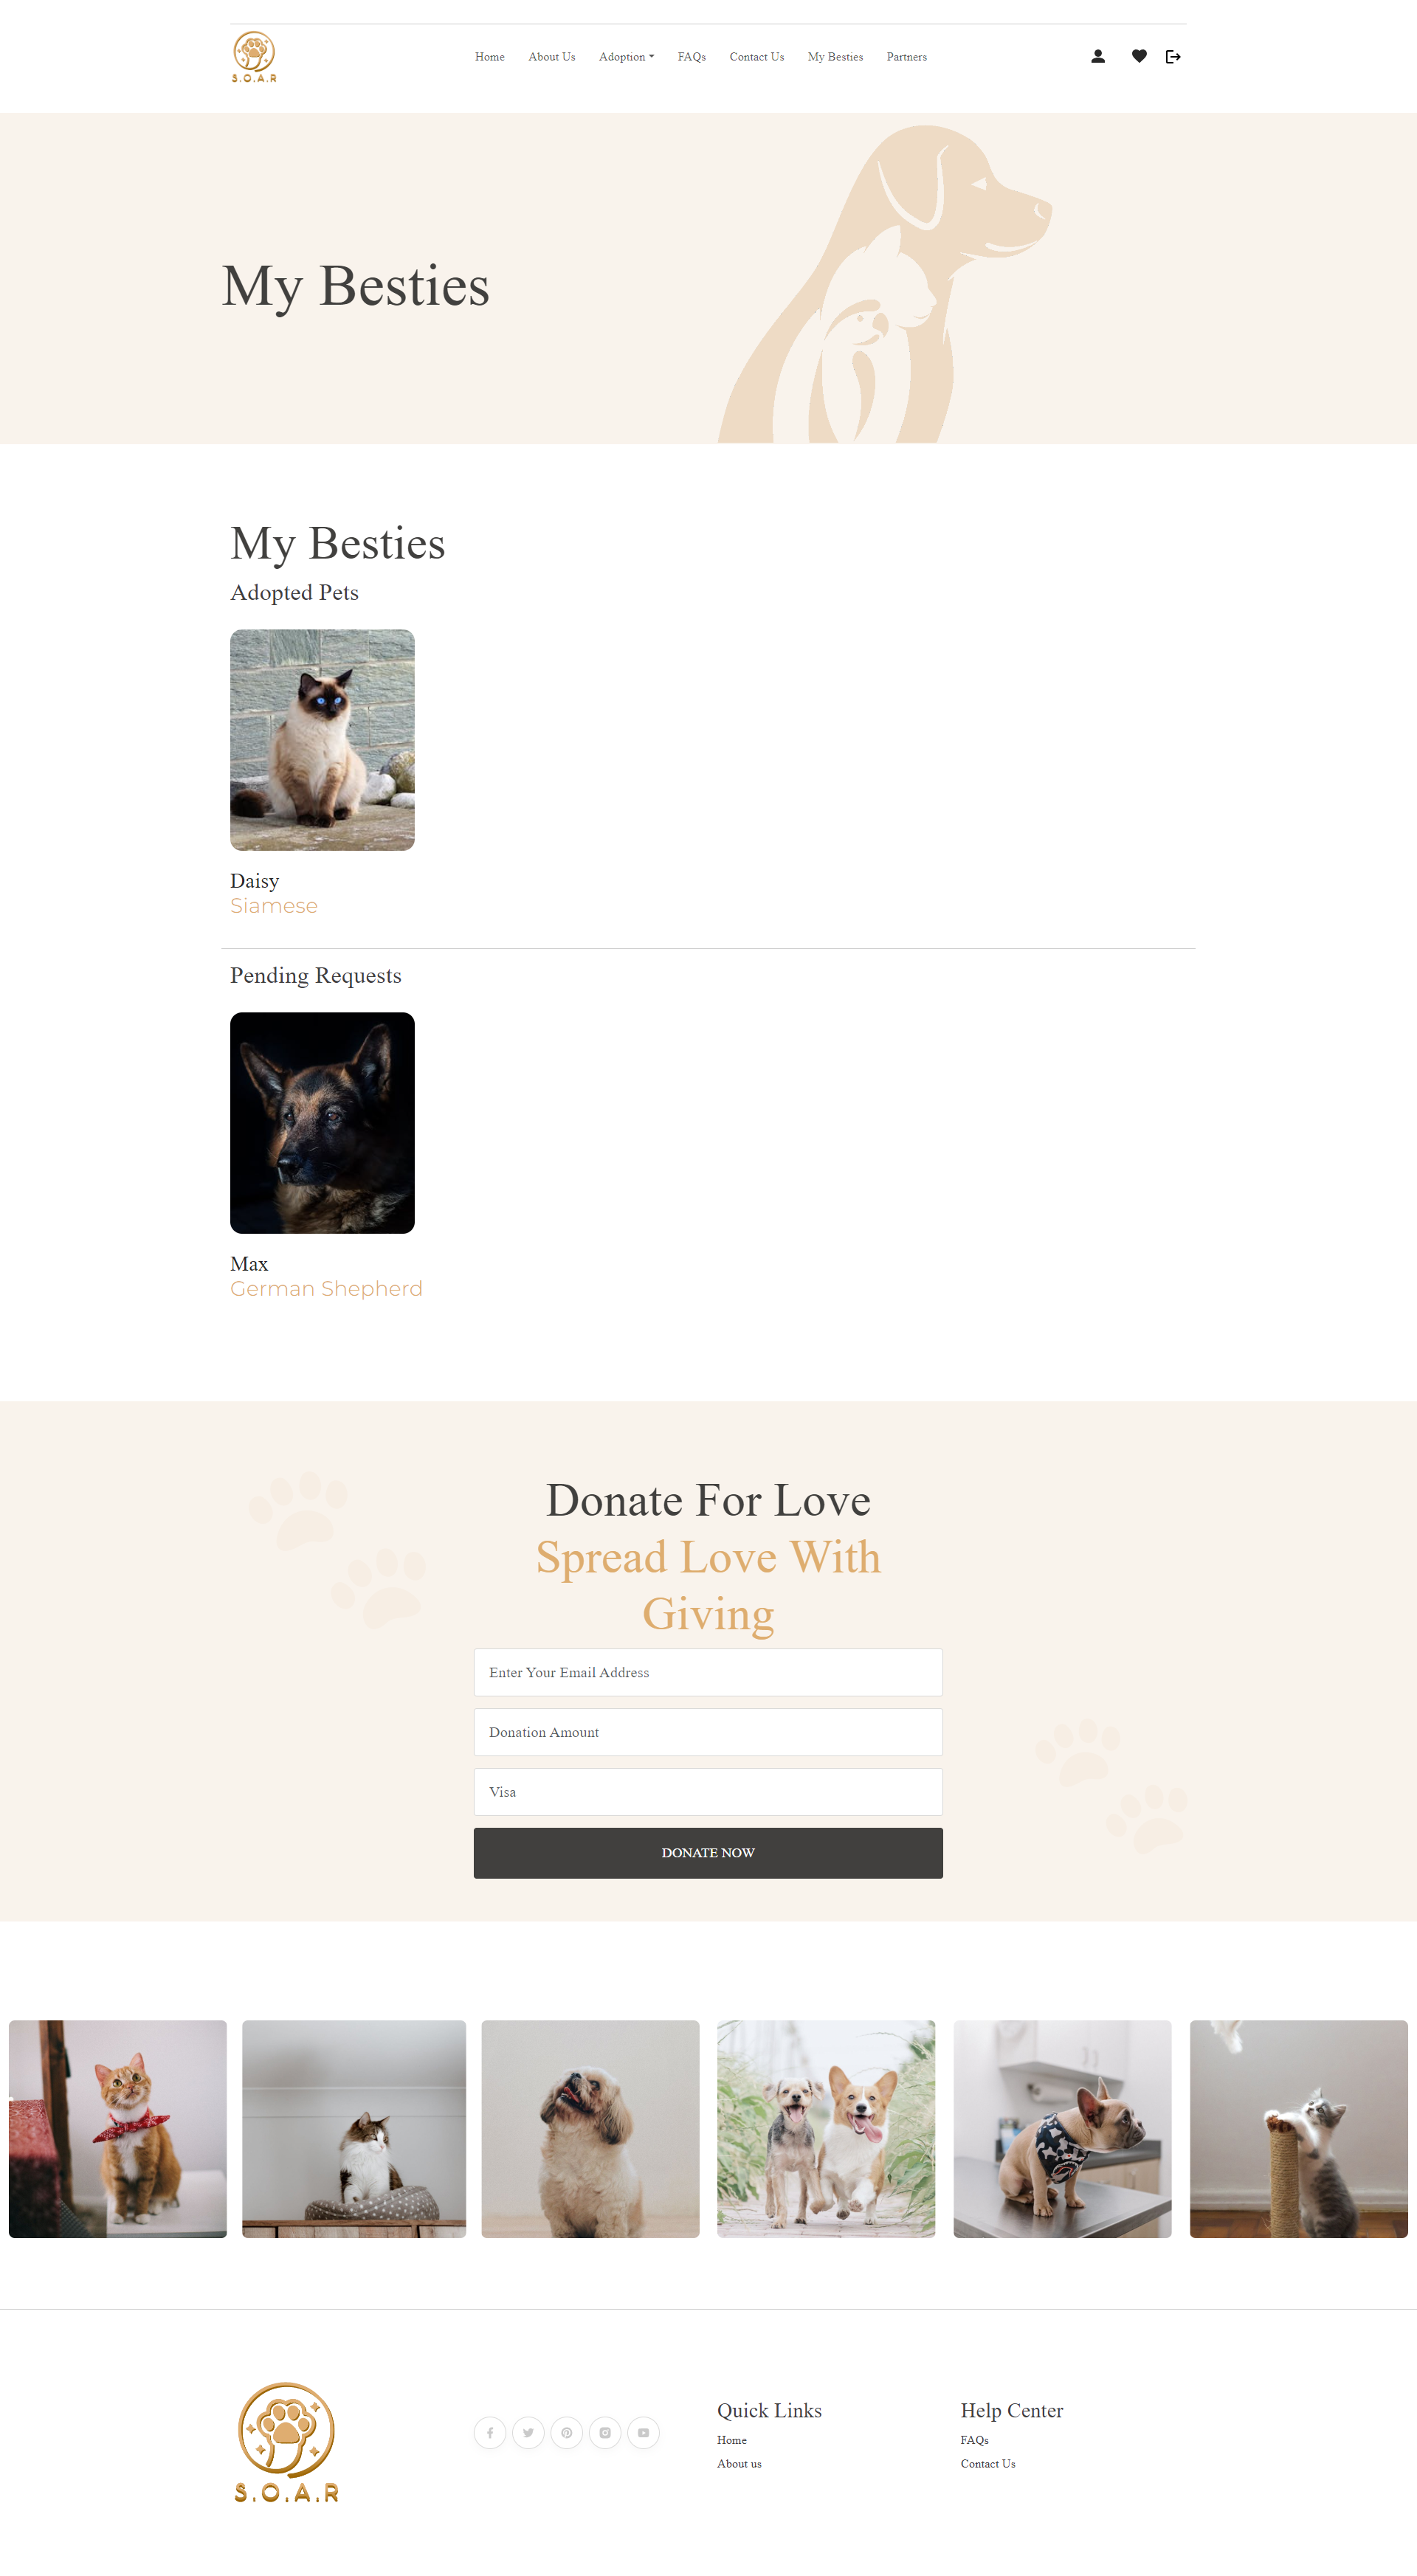 S.O.A.R
Home About Us Adoption FAQs Contact Us My Besties Partners
My Besties
My Besties
Adopted Pets
Daisy
Siamese
Pending Requests
Max
German Shepherd
Donate For Love
Spread Love With
Giving
Enter Your Email Address
Donation Amount
Visa
DONATE NOW
S.O.A.R
Quick Links
Home
About us
Help Center
FAQs
Contact Us